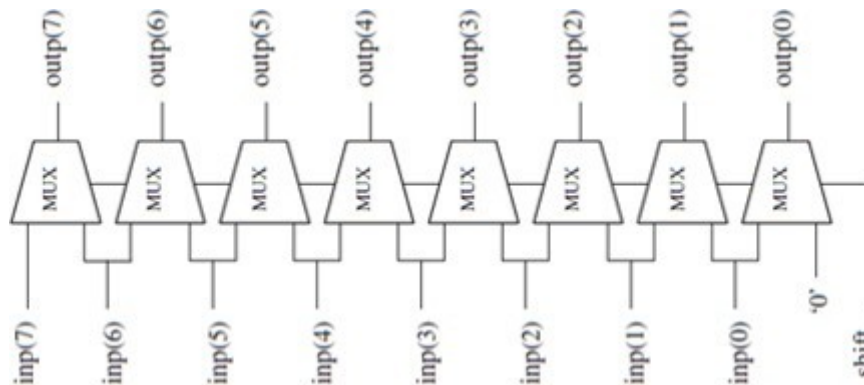 outp(7) outp(6) outp(5) outp(4) outp(3) outp(2) outp(1) outp(0)
MUX MUX MUX MUX MUX MUX MUX MUX
inp(7) inp(6) inp(5) inp(4) inp(3) inp(2) inp(1) inp(0) ‘0’ shift